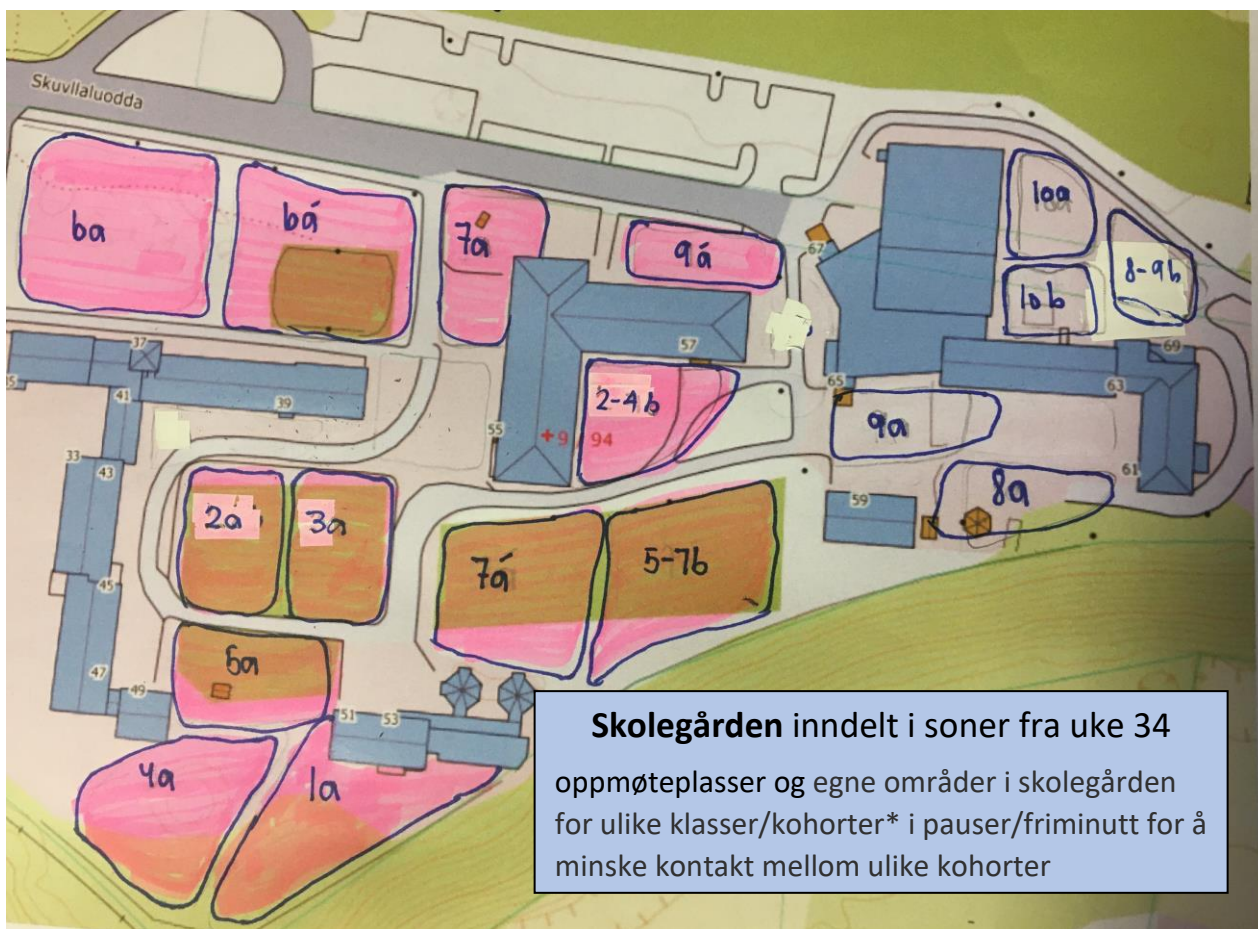 Skuvllaluodda
6a
6á
7a
9á
67
10a
8-9b
10b
37
57
69
39
41
2-4b
65
63
9a
55
+9 / 94
33
43
61
8a
59
2a
3a
7á
5-7b
45
5a
47
49
51
53
4a
1a
Skolegården inndelt i soner fra uke 34
oppmøteplasser og egne områder i skolegården
for ulike klasser/kohorter* i pauser/friminutt for å
minske kontakt mellom ulike kohorter